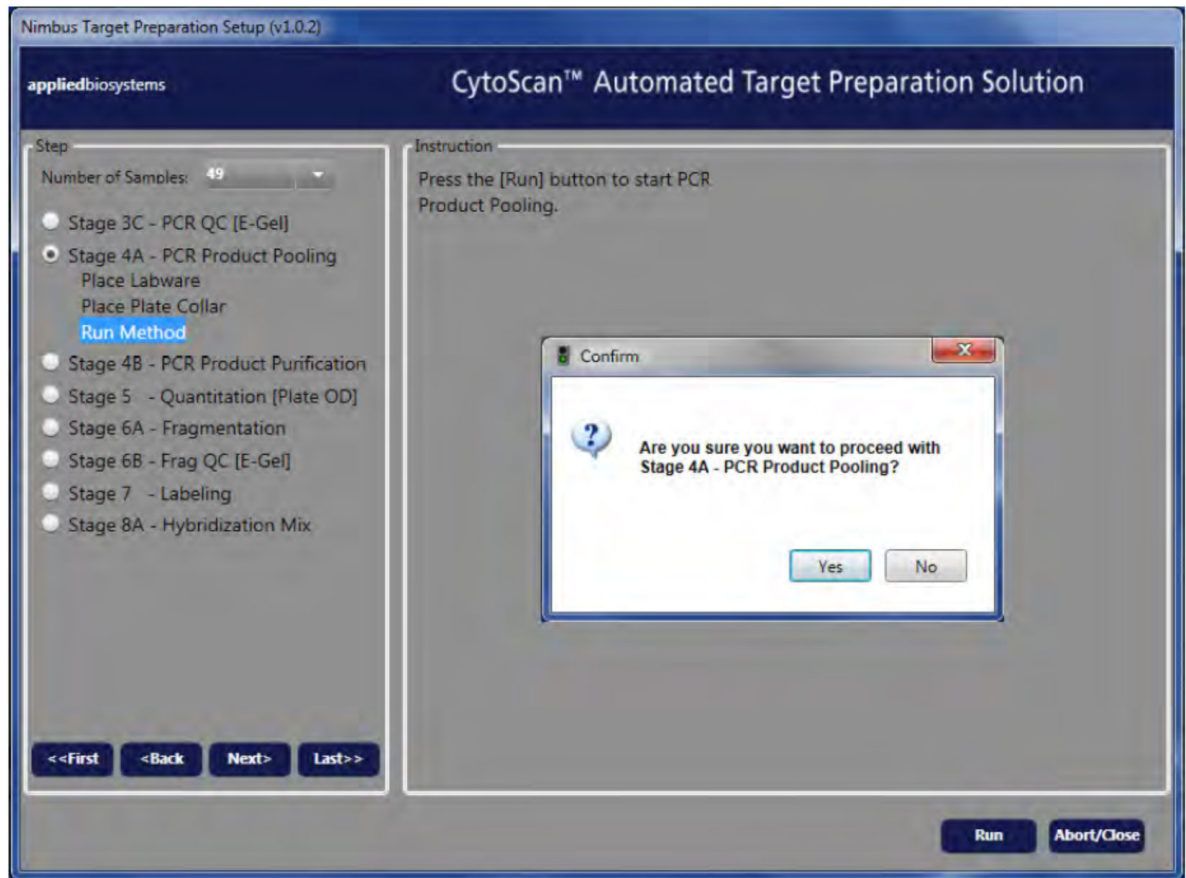 Nimbus Target Preparation Setup (v1.0.2)
appliedbiosystems
CytoScan™ Automated Target Preparation Solution
Step
Number of Samples: 49
Stage 3C - PCR QC [E-Gel]
Stage 4A - PCR Product Pooling
Place Labware
Place Plate Collar
Run Method
Stage 4B - PCR Product Purification
Stage 5 - Quantitation [Plate OD]
Stage 6A - Fragmentation
Stage 6B - Frag QC [E-Gel]
Stage 7 - Labeling
Stage 8A - Hybridization Mix
<<First <Back Next> Last>>
Instruction
Press the [Run] button to start PCR
Product Pooling.
Confirm
Are you sure you want to proceed with
Stage 4A - PCR Product Pooling?
Yes No
Run Abort/Close